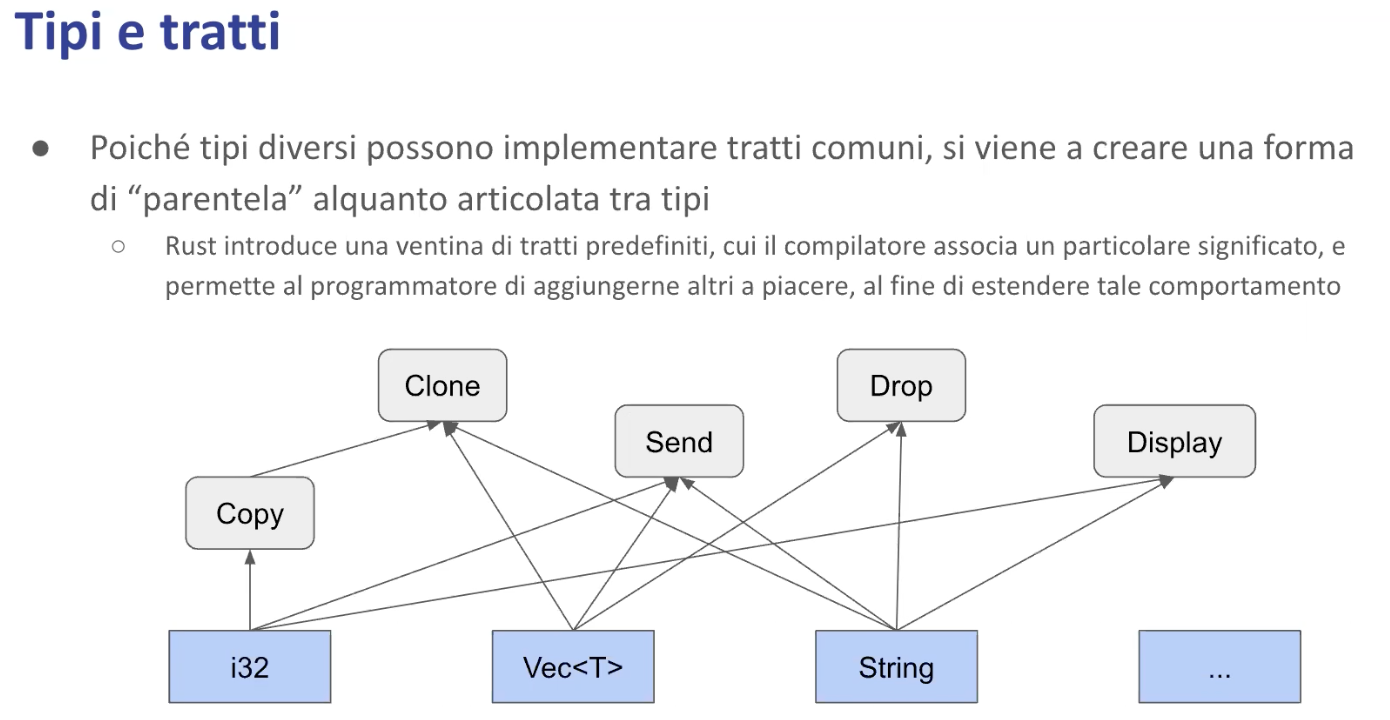 Tipi e tratti
● Poiché tipi diversi possono implementare tratti comuni, si viene a creare una forma
di “parentela” alquanto articolata tra tipi
○ Rust introduce una ventina di tratti predefiniti, cui il compilatore associa un particolare significato, e
permette al programmatore di aggiungerne altri a piacere, al fine di estendere tale comportamento
Clone
Drop
Send
Display
Copy
i32
Vec<T>
String
...